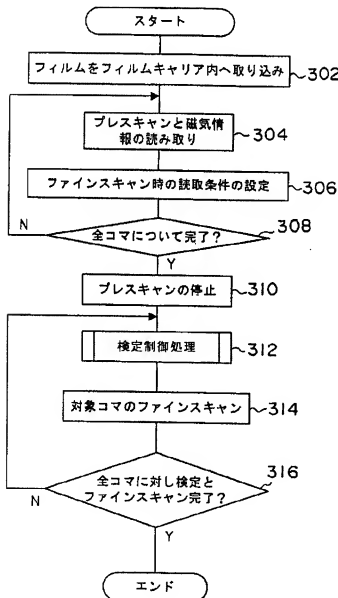 スタート
フィルムをフィルムキャリア内へ取り込み
302
プレスキャンと磁気情
報の読み取り
304
ファインスキャン時の読取条件の設定
306
全コマについて完了?
308
N
Y
プレスキャンの停止
310
検定制御処理
312
対象コマのファインスキャン
314
全コマに対し検定と
ファインスキャン完了?
316
N
Y
エンド